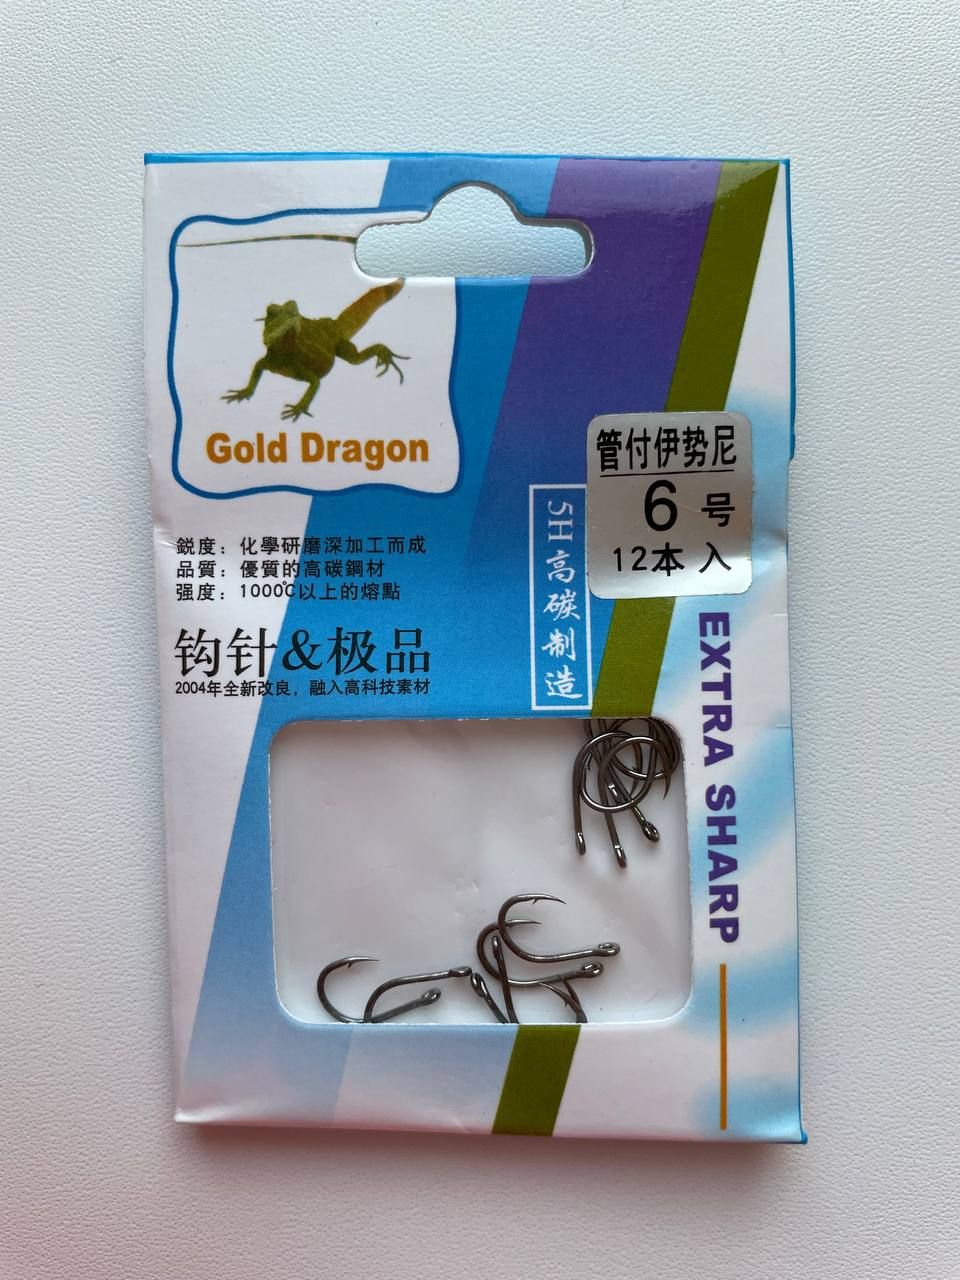 Gold Dragon
管付伊势尼
6 号
12本 入
鋭度：化學研磨深加工而成
品質：優質的高碳鋼材
强度：1000℃以上的熔點
钩针&极品
2004年全新改良，融入高科技素材
5H高碳制造
EXTRA SHARP